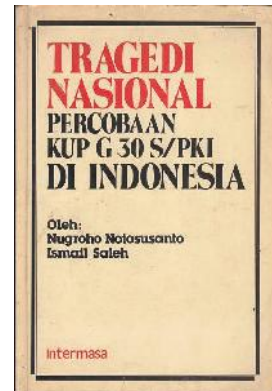 TRAGEDI
NASIONAL
PERCOBAAN
KUP G 30 S/PKI
DI INDONESIA
Oleh:
Nugroho Notosusanto
Ismail Saleh
intermasa